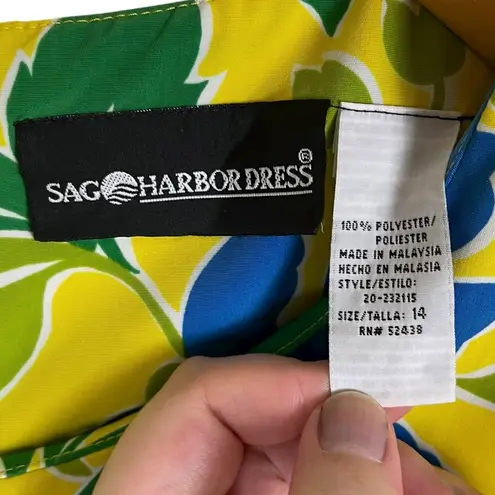 SAG HARBOR DRESS®
100% POLYESTER/
POLIESTER
MADE IN MALAYSIA
HECHO EN MALASIA
STYLE/ESTILO:
20-232115
SIZE/TALLA: 14
RN# 52438